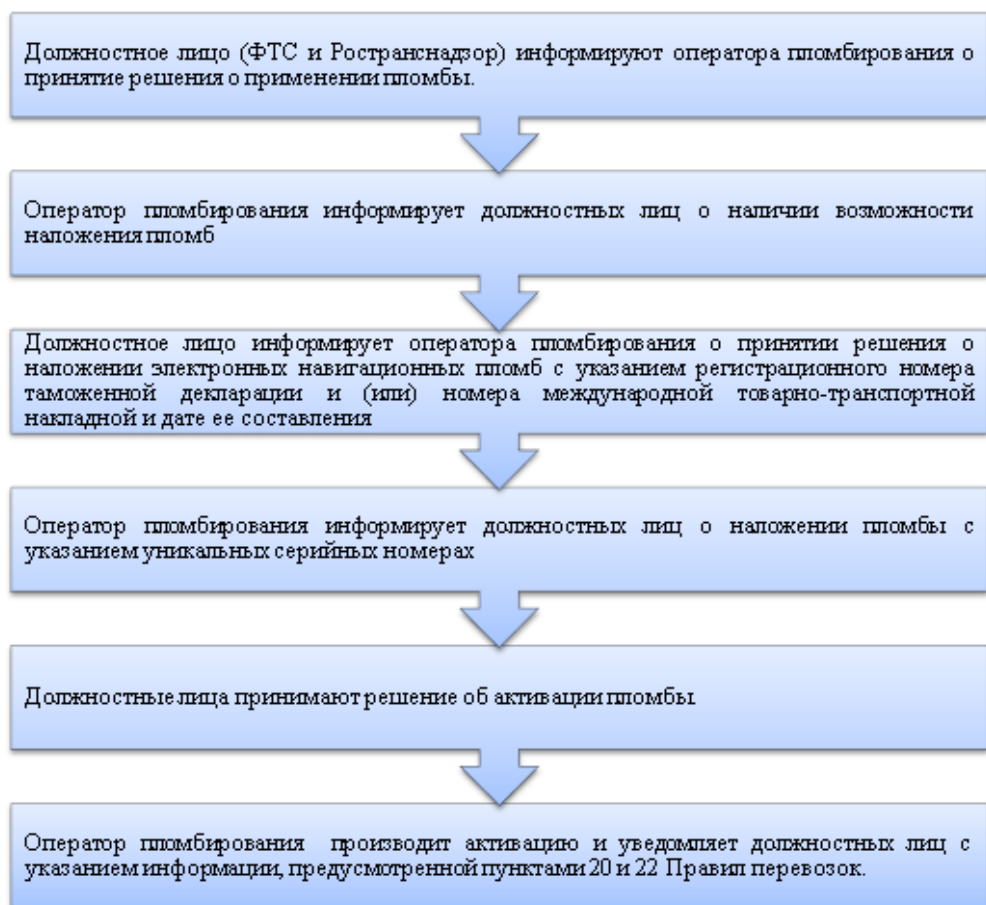 Должностное лицо (ФТС и Ространснадзор) информируют оператора пломбирования о
принятие решения о применении пломбы.
Оператор пломбирования информирует должностных лиц о наличии возможности
наложения пломб
Должностное лицо информирует оператора пломбирования о принятии решения о
наложении электронных навигационных пломб с указанием регистрационного номера
таможенной декларации и (или) номера международной товарно-транспортной
накладной и дате ее составления
Оператор пломбирования информирует должностных лиц о наложении пломбы с
указанием уникальных серийных номерах
Должностные лица принимают решение об активации пломбы.
Оператор пломбирования производит активацию и уведомляет должностных лиц с
указанием информации, предусмотренной пунктами 20 и 22 Правил перевозок.